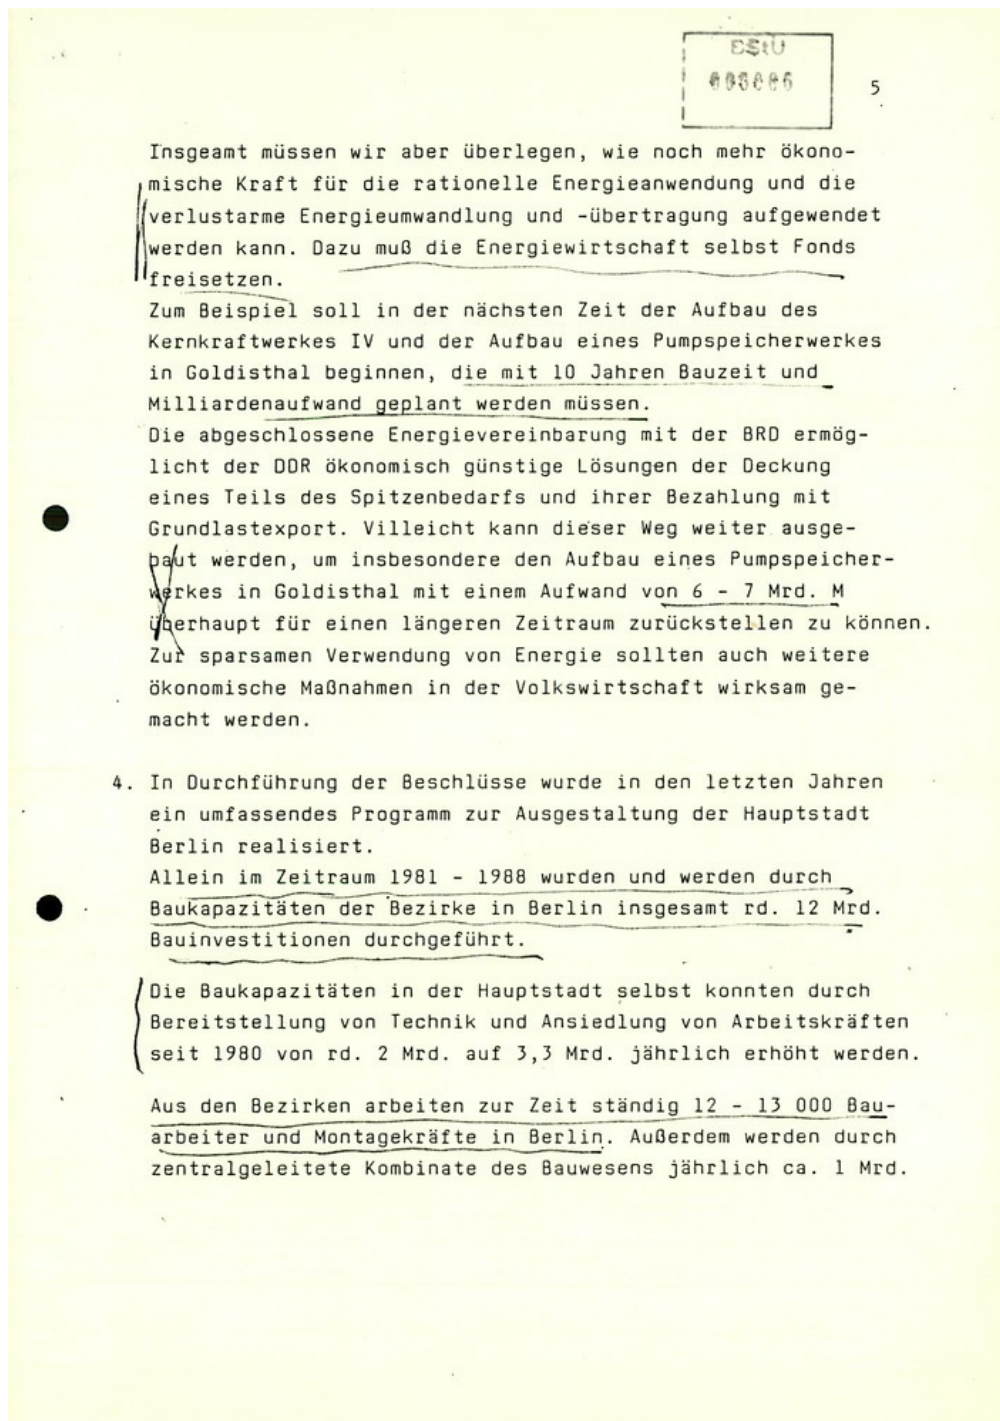 BStU
000006
5
Insgeamt müssen wir aber überlegen, wie noch mehr ökono-
mische Kraft für die rationelle Energieanwendung und die
verlustarme Energieumwandlung und -übertragung aufgewendet
werden kann. Dazu muß die Energiewirtschaft selbst Fonds
freisetzen.
Zum Beispiel soll in der nächsten Zeit der Aufbau des
Kernkraftwerkes IV und der Aufbau eines Pumpspeicherwerkes
in Goldisthal beginnen, die mit 10 Jahren Bauzeit und
Milliardenaufwand geplant werden müssen.
Die abgeschlossene Energievereinbarung mit der BRD ermög-
licht der DDR ökonomisch günstige Lösungen der Deckung
eines Teils des Spitzenbedarfs und ihrer Bezahlung mit
Grundlastexport. Villeicht kann dieser Weg weiter ausge-
baut werden, um insbesondere den Aufbau eines Pumpspeicher-
werkes in Goldisthal mit einem Aufwand von 6 - 7 Mrd. M
überhaupt für einen längeren Zeitraum zurückstellen zu können.
Zur sparsamen Verwendung von Energie sollten auch weitere
ökonomische Maßnahmen in der Volkswirtschaft wirksam ge-
macht werden.
4. In Durchführung der Beschlüsse wurde in den letzten Jahren
ein umfassendes Programm zur Ausgestaltung der Hauptstadt
Berlin realisiert.
Allein im Zeitraum 1981 - 1988 wurden und werden durch
Baukapazitäten der Bezirke in Berlin insgesamt rd. 12 Mrd.
Bauinvestitionen durchgeführt.
Die Baukapazitäten in der Hauptstadt selbst konnten durch
Bereitstellung von Technik und Ansiedlung von Arbeitskräften
seit 1980 von rd. 2 Mrd. auf 3,3 Mrd. jährlich erhöht werden.
Aus den Bezirken arbeiten zur Zeit ständig 12 - 13 000 Bau-
arbeiter und Montagekräfte in Berlin. Außerdem werden durch
zentralgeleitete Kombinate des Bauwesens jährlich ca. 1 Mrd.